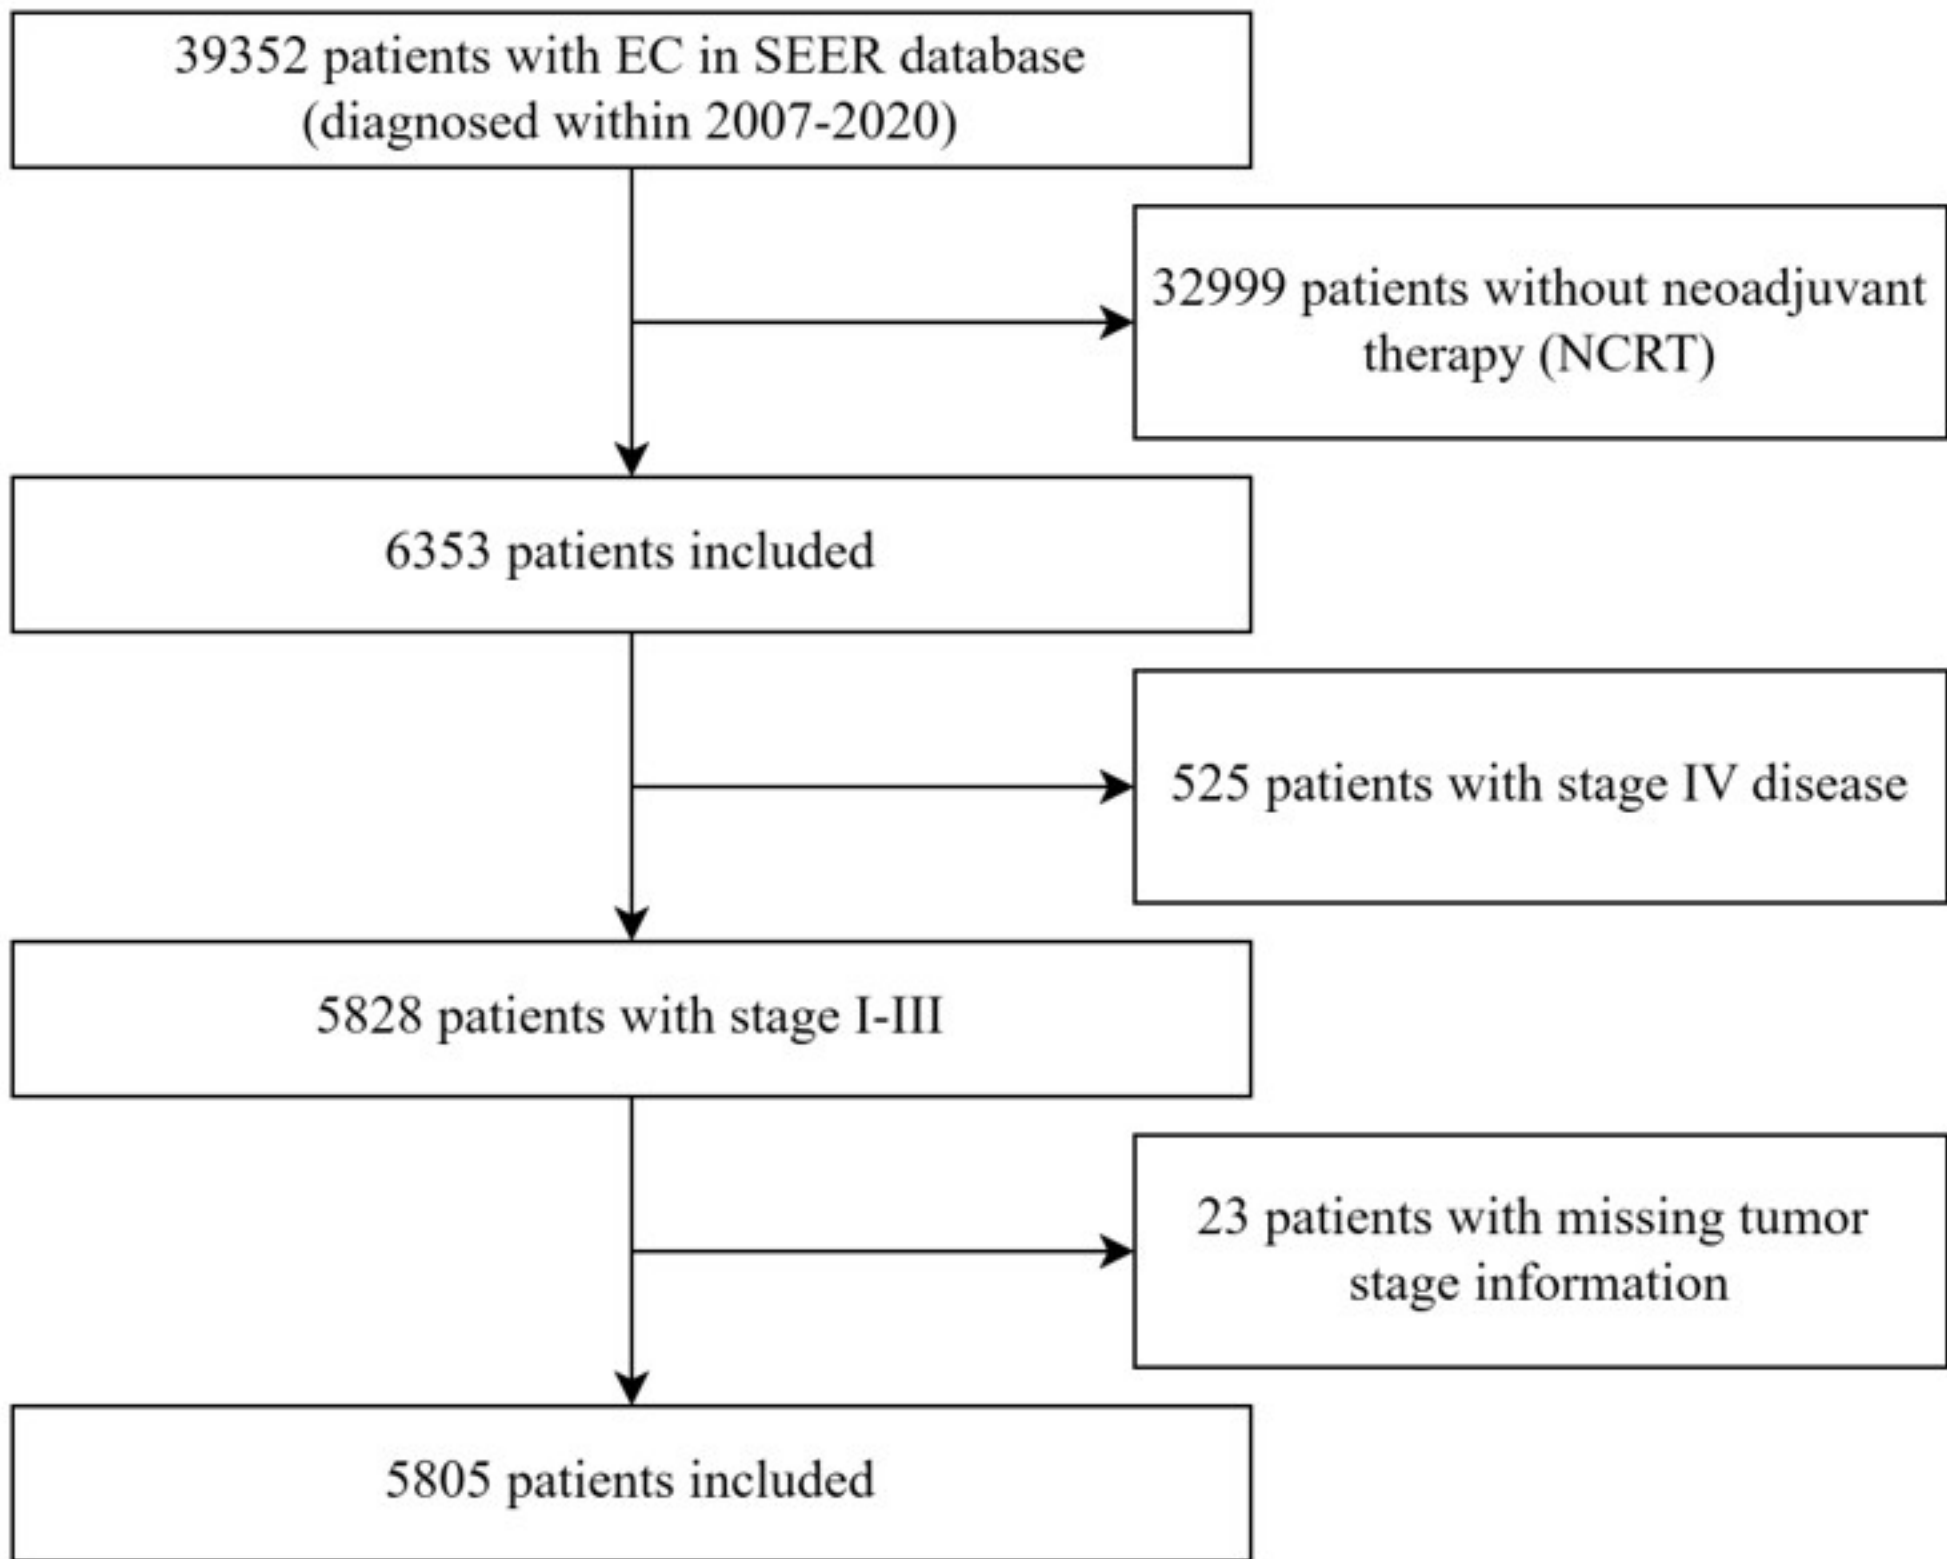 39352 patients with EC in SEER database
(diagnosed within 2007-2020)
32999 patients without neoadjuvant
therapy (NCRT)
6353 patients included
525 patients with stage IV disease
5828 patients with stage I-III
23 patients with missing tumor
stage information
5805 patients included